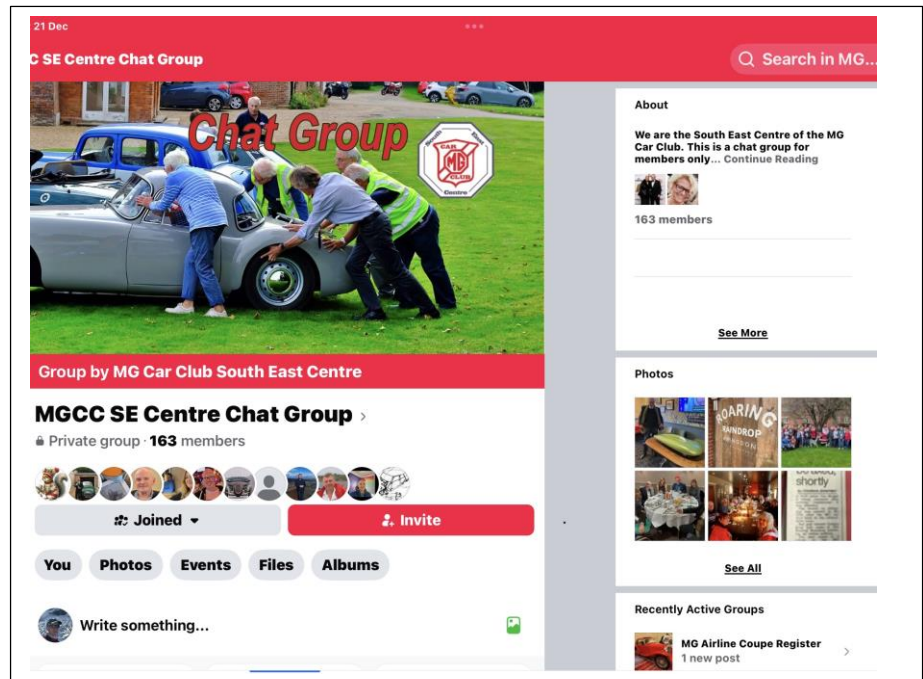 21 Dec
C SE Centre Chat Group
Search in MG...
Chat Group
CAR
MG
CLUB
Centre
Group by MG Car Club South East Centre
MGCC SE Centre Chat Group
Private group · 163 members
Joined
Invite
You Photos Events Files Albums
Write something...
About
We are the South East Centre of the MG
Car Club. This is a chat group for
members only... Continue Reading
163 members
See More
Photos
ROARING
RAINDROP
shortly
See All
Recently Active Groups
MG Airline Coupe Register
1 new post